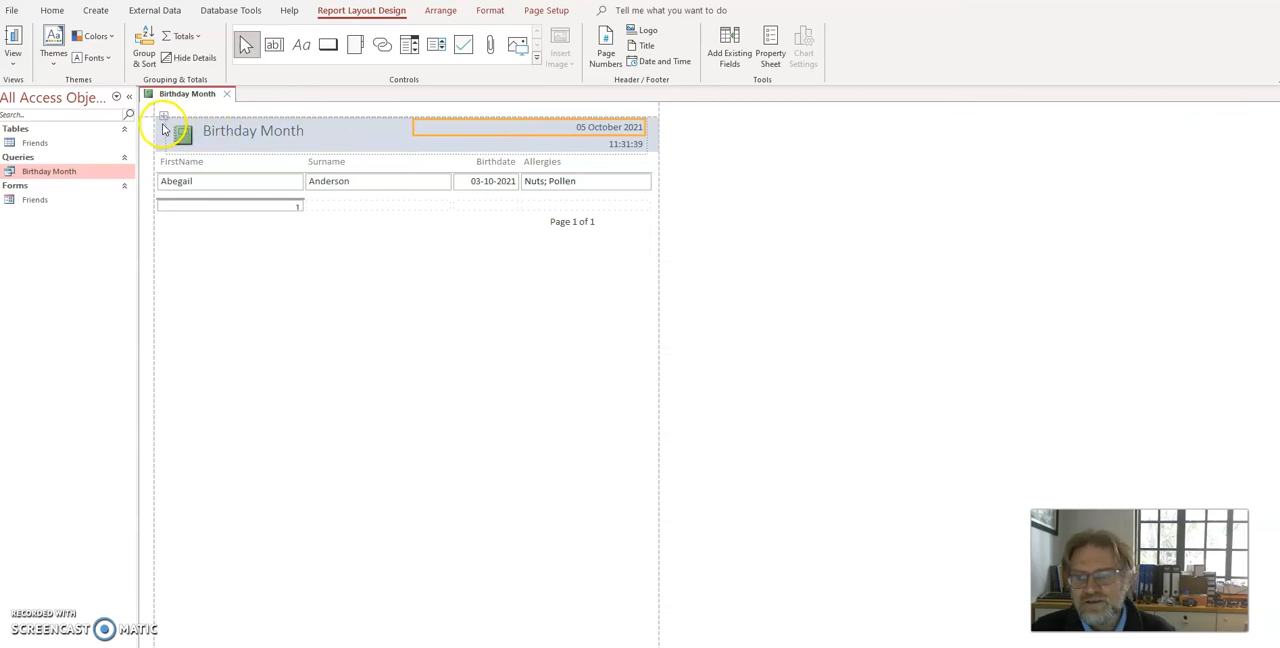 File Home Create External Data Database Tools Help Report Layout Design Arrange Format Page Setup Tell me what you want to do
View
Views
Aa
Themes
Colors
Fonts
Themes
Group & Sort
Totals
Hide Details
Grouping & Totals
ab
Aa
Controls
Insert Image
Page Numbers
Logo
Title
Date and Time
Header / Footer
Add Existing Fields
Property Sheet
Chart Settings
Tools
All Access Obje...
Search...
Tables
Friends
Queries
Birthday Month
Forms
Friends
Birthday Month
Birthday Month
05 October 2021
11:31:39
FirstName Surname Birthdate Allergies
Abegail Anderson 03-10-2021 Nuts; Pollen
1
Page 1 of 1
RECORDED WITH
SCREENCAST MATIC